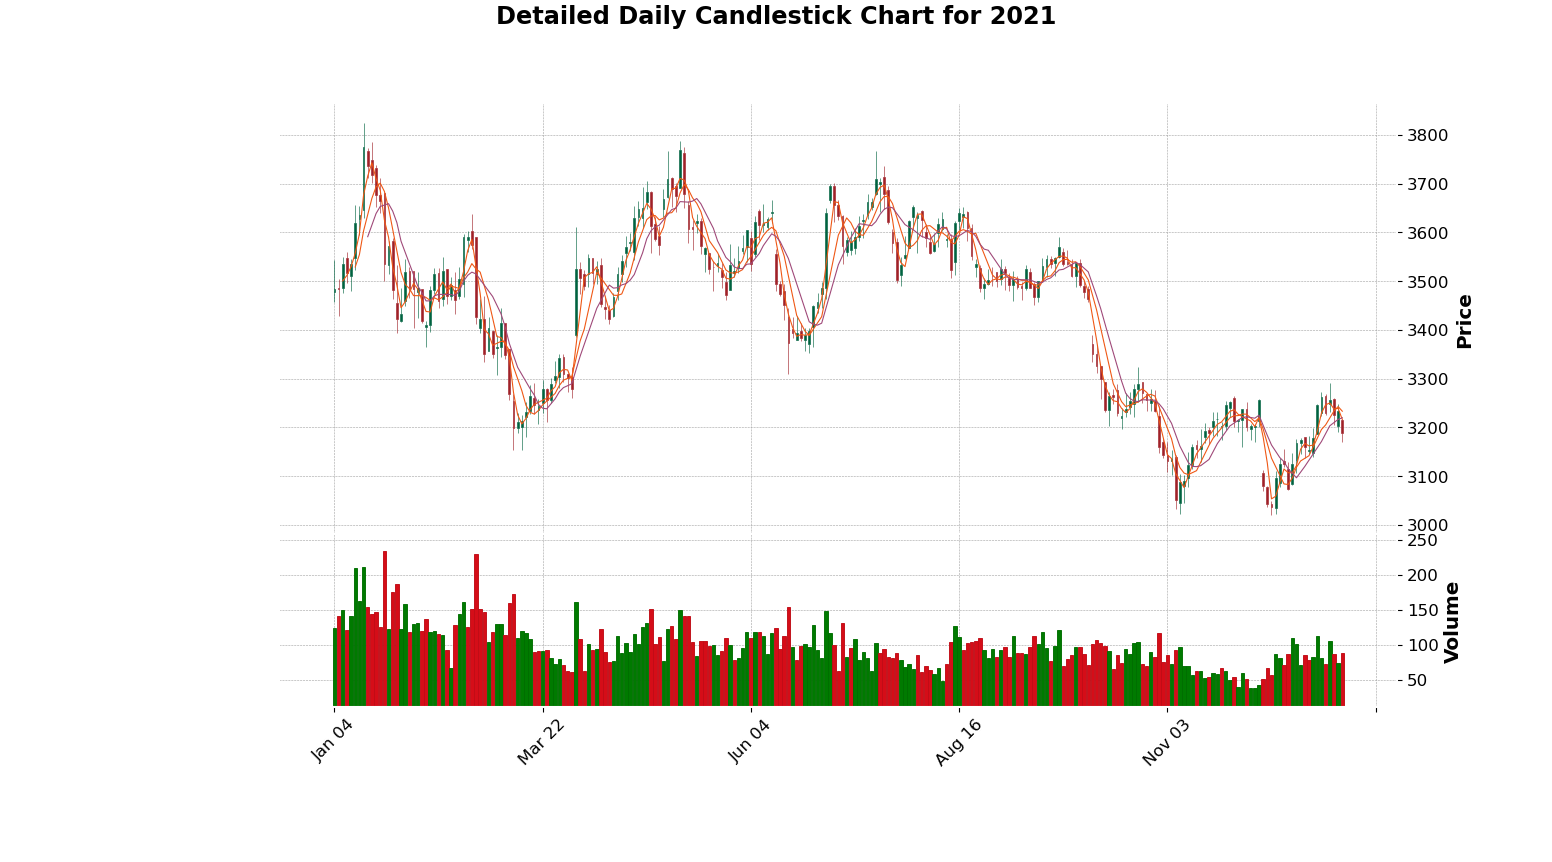 Detailed Daily Candlestick Chart for 2021
3800
3700
3600
3500
3400
3300
3200
3100
3000
Price
250
200
150
100
50
Volume
Jan 04
Mar 22
Jun 04
Aug 16
Nov 03